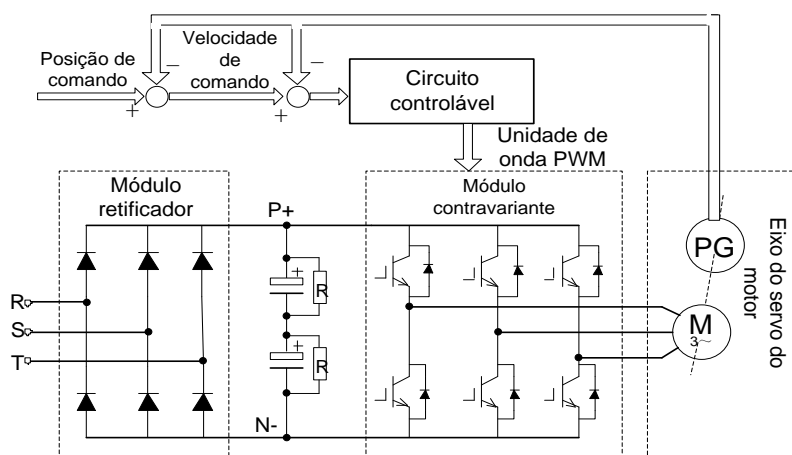 Posição de
comando
Velocidade
de
comando
Circuito
controlável
Unidade de
onda PWM
Módulo
retificador
P+
Módulo
contravariante
Eixo do servo do
motor
PG
R
R
S
T
R
M
3~
N-